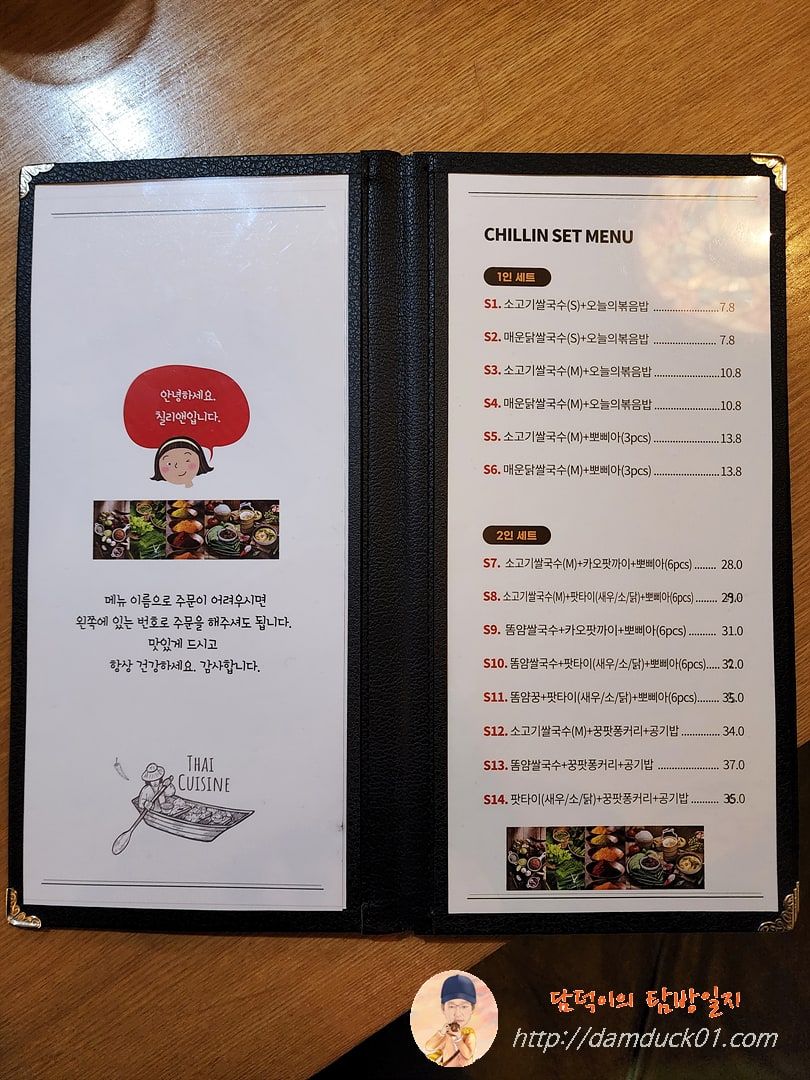 안녕하세요.
칠리앤입니다.
메뉴 이름으로 주문이 어려우시면
왼쪽에 있는 번호로 주문을 해주셔도 됩니다.
맛있게 드시고
항상 건강하세요. 감사합니다.
THAI
CUISINE
CHILLIN SET MENU
1인 세트
S1. 소고기쌀국수(S)+오늘의볶음밥 ........................7.8
S2. 매운닭쌀국수(S)+오늘의볶음밥 ........................ 7.8
S3. 소고기쌀국수(M)+오늘의볶음밥 ........................10.8
S4. 매운닭쌀국수(M)+오늘의볶음밥 ........................10.8
S5. 소고기쌀국수(M)+뽀삐아(3pcs) ........................13.8
S6. 매운닭쌀국수(M)+뽀삐아(3pcs) ........................13.8
2인 세트
S7. 소고기쌀국수(M)+카오팟까이+뽀삐아(6pcs) ........ 28.0
S8. 소고기쌀국수(M)+팟타이(새우/소/닭)+뽀삐아(6pcs) ........
S9. 똠얌쌀국수+카오팟까이+뽀삐아(6pcs) .......... 31.0
S10. 똠얌쌀국수+팟타이(새우/소/닭)+뽀삐아(6pcs).....
S11. 똠얌꿍+팟타이(새우/소/닭)+뽀삐아(6pcs)........
S12. 소고기쌀국수(M)+꿍팟퐁커리+공기밥 .............. 34.0
S13. 똠얌쌀국수+꿍팟퐁커리+공기밥 ...................... 37.0
S14. 팟타이(새우/소/닭)+꿍팟퐁커리+공기밥 ..........
담덕이의 탐방일지
http://damduck01.com